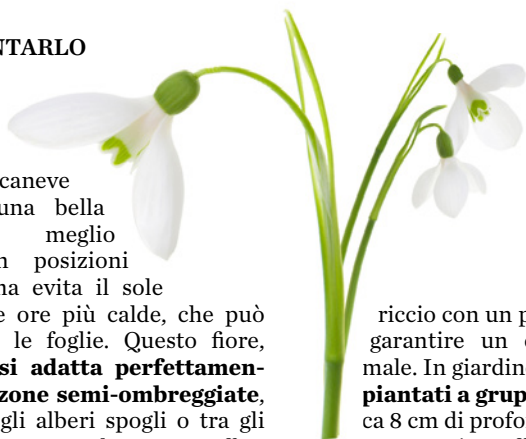 NTARLO
caneve
una bella
meglio
posizioni
evita il sole
ore più calde, che può
le foglie. Questo fiore,
si adatta perfettamen-
zone semi-ombreggiate,
gli alberi spogli o tra gli
riccio con un p
garantire un
male. In giardin
piantati a grup
ca 8 cm di profo